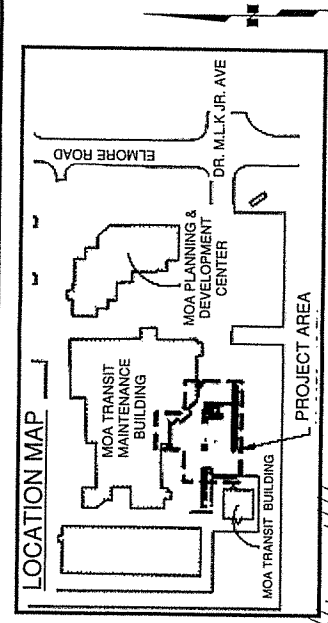 LOCATION MAP
MOA TRANSIT
MAINTENANCE
BUILDING
MOA PLANNING &
DEVELOPMENT
CENTER
ELMORE ROAD
DR. M.L.K JR. AVE
MOA TRANSIT BUILDING
PROJECT AREA
N